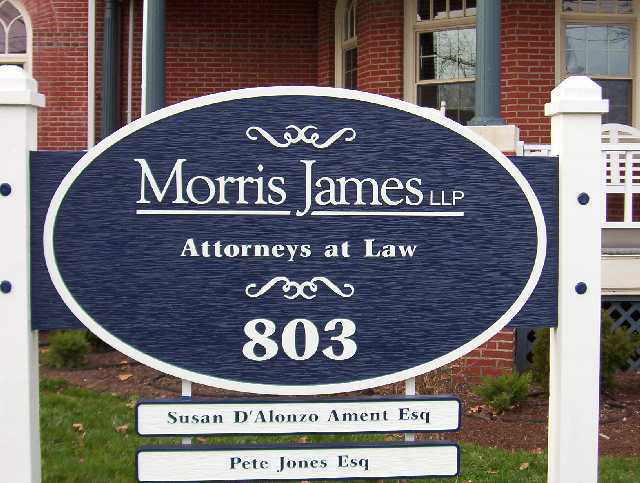 Morris James LLP
Attorneys at Law
803
Susan D'Alonzo Ament Esq
Pete Jones Esq